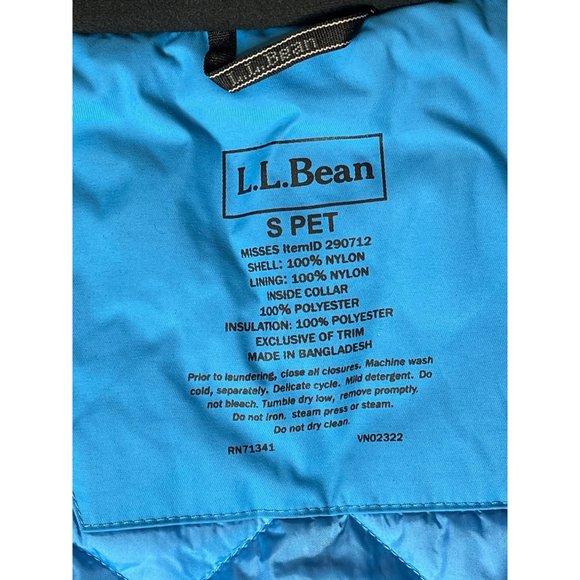 L.L.Bean
L.L.Bean
S PET
MISSES ItemID 290712
SHELL: 100% NYLON
LINING: 100% NYLON
INSIDE COLLAR
100% POLYESTER
INSULATION: 100% POLYESTER
EXCLUSIVE OF TRIM
MADE IN BANGLADESH
Prior to laundering, close all closures. Machine wash
cold, separately. Delicate cycle. Mild detergent. Do
not bleach. Tumble dry low, remove promptly.
Do not iron, steam press or steam.
Do not dry clean.
RN71341 VN02322